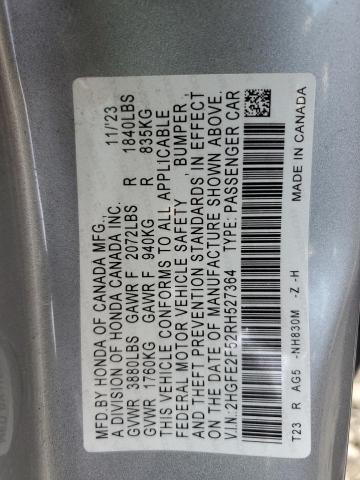 MFD.BY HONDA OF CANADA MFG.,
A DIVISION OF HONDA CANADA INC. 11/'23
GVWR 3880LBS GAWR F 2072LBS R 1840LBS
GVWR 1760KG GAWR F 940KG R 835KG
THIS VEHICLE CONFORMS TO ALL APPLICABLE
FEDERAL MOTOR VEHICLE SAFETY , BUMPER ,
AND THEFT PREVENTION STANDARDS IN EFFECT
ON THE DATE OF MANUFACTURE SHOWN ABOVE.
V.I.N: 2HGFE2F52RH527364 TYPE: PASSENGER CAR
T23 R AG5 -NH830M -Z -H MADE IN CANADA